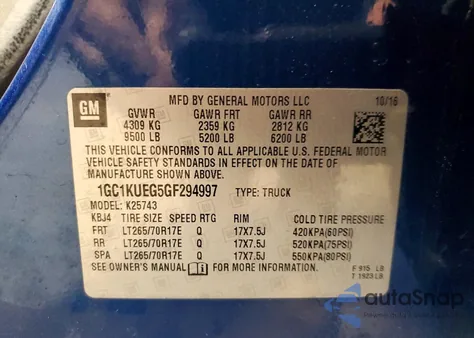 GM
MFD BY GENERAL MOTORS LLC 10/15
GVWR GAWR FRT GAWR RR
4309 KG 2359 KG 2812 KG
9500 LB 5200 LB 6200 LB
THIS VEHICLE CONFORMS TO ALL APPLICABLE U.S. FEDERAL MOTOR
VEHICLE SAFETY STANDARDS IN EFFECT ON THE DATE OF
MANUFACTURE SHOWN ABOVE.
1GC1KUEG5GF294997 TYPE: TRUCK
MODEL: K25743
KBJ4 TIRE SIZE SPEED RTG RIM COLD TIRE PRESSURE
FRT LT265/70R17E Q 17X7.5J 420KPA(60PSI)
RR LT265/70R17E Q 17X7.5J 520KPA(75PSI)
SPA LT265/70R17E Q 17X7.5J 550KPA(80PSI)
SEE OWNER'S MANUAL FOR MORE INFORMATION. F 915 LB
T 1923 LB
autoSnap